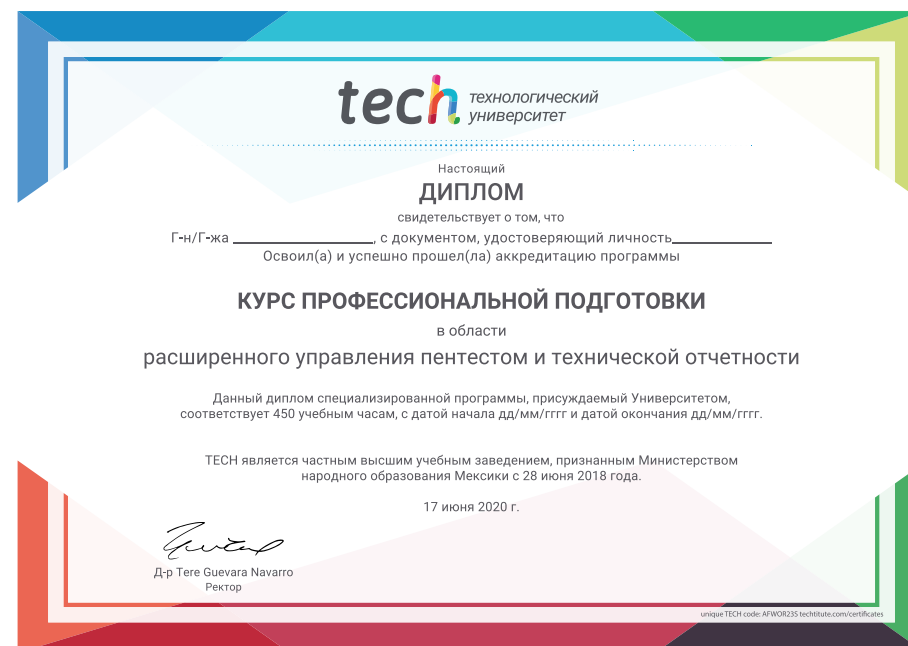 tech технологический
университет
Настоящий
ДИПЛОМ
свидетельствует о том, что
Г-н/Г-жа ____________________, с документом, удостоверяющий личность______________
Освоил(а) и успешно прошел(ла) аккредитацию программы
КУРС ПРОФЕССИОНАЛЬНОЙ ПОДГОТОВКИ
в области
расширенного управления пентестом и технической отчетности
Данный диплом специализированной программы, присуждаемый Университетом,
соответствует 450 учебным часам, с датой начала дд/мм/гггг и датой окончания дд/мм/гггг.
TECH является частным высшим учебным заведением, признанным Министерством
народного образования Мексики с 28 июня 2018 года.
17 июня 2020 г.
Д-р Tere Guevara Navarro
Ректор
unique TECH code: AFWOR23S techtitute.com/certificates